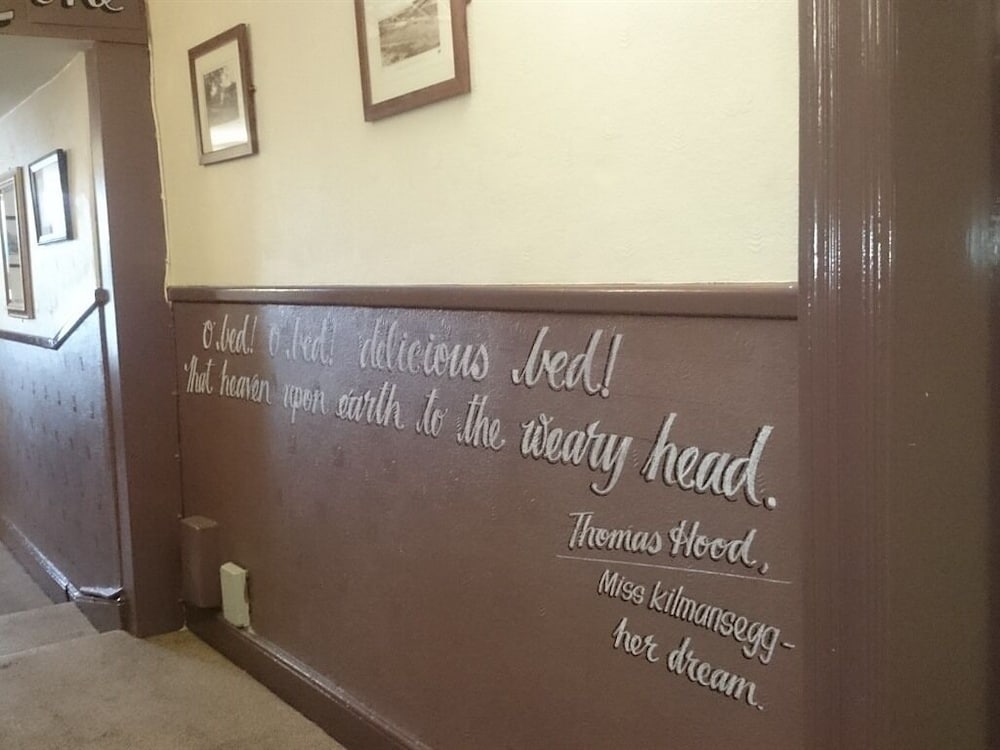 o bed! o bed! delicious bed!
That heaven upon earth to the weary head.
Thomas Hood,
Miss Kilmansegg-
her dream.